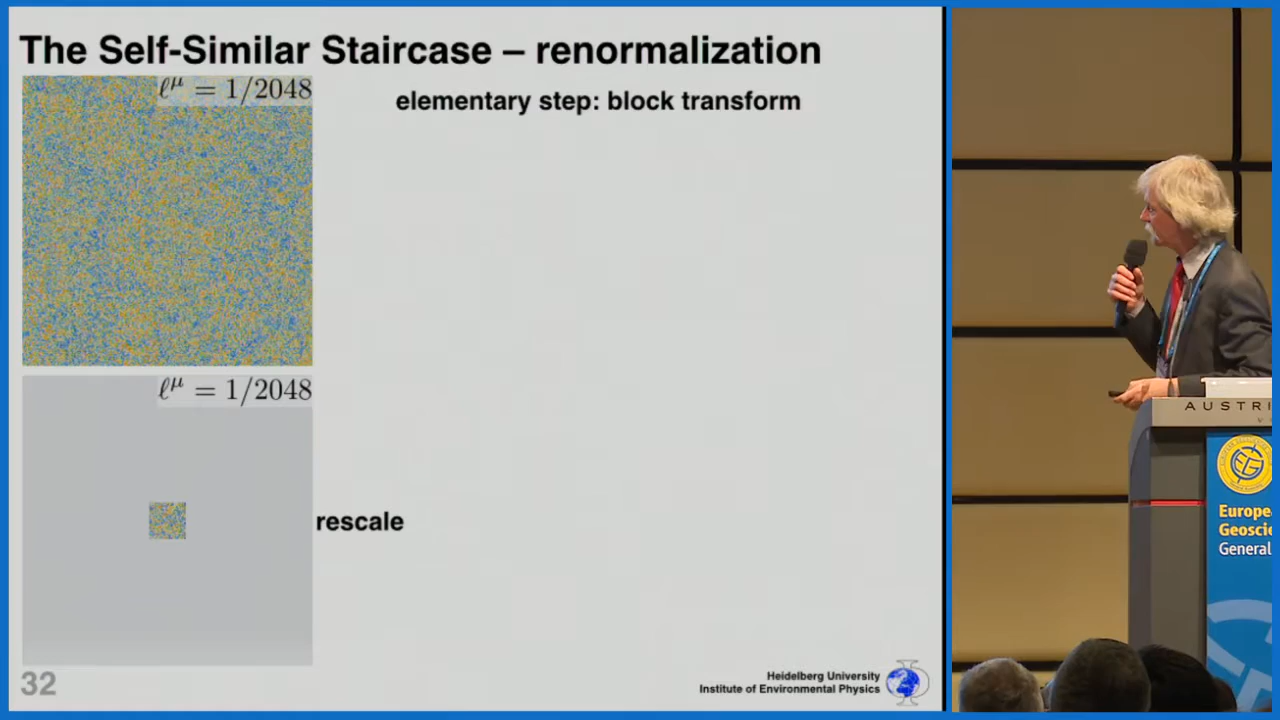 The Self-Similar Staircase – renormalization
ℓ^μ = 1/2048
elementary step: block transform
ℓ^μ = 1/2048
rescale
32
Heidelberg University
Institute of Environmental Physics
AUSTRI
Europe
Geoscie
General